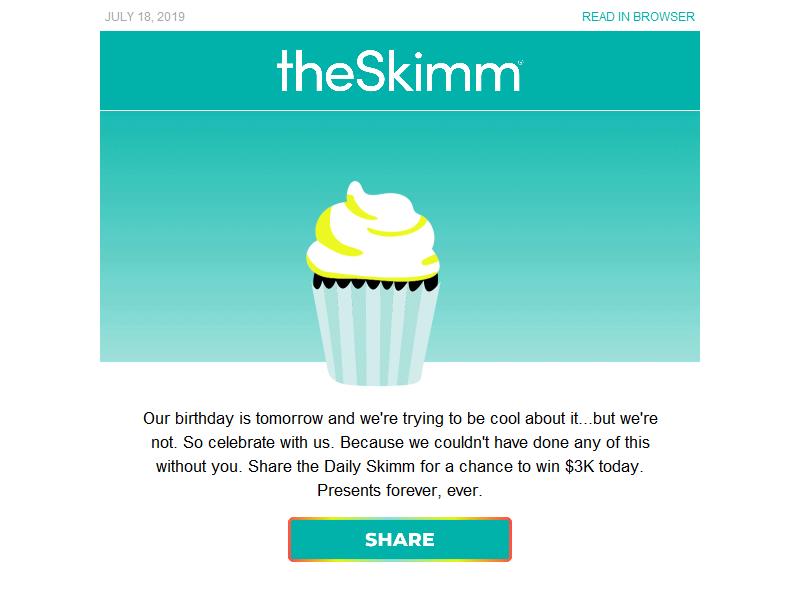 JULY 18, 2019
READ IN BROWSER
theSkimm®
Our birthday is tomorrow and we're trying to be cool about it...but we're
not. So celebrate with us. Because we couldn't have done any of this
without you. Share the Daily Skimm for a chance to win $3K today.
Presents forever, ever.
SHARE